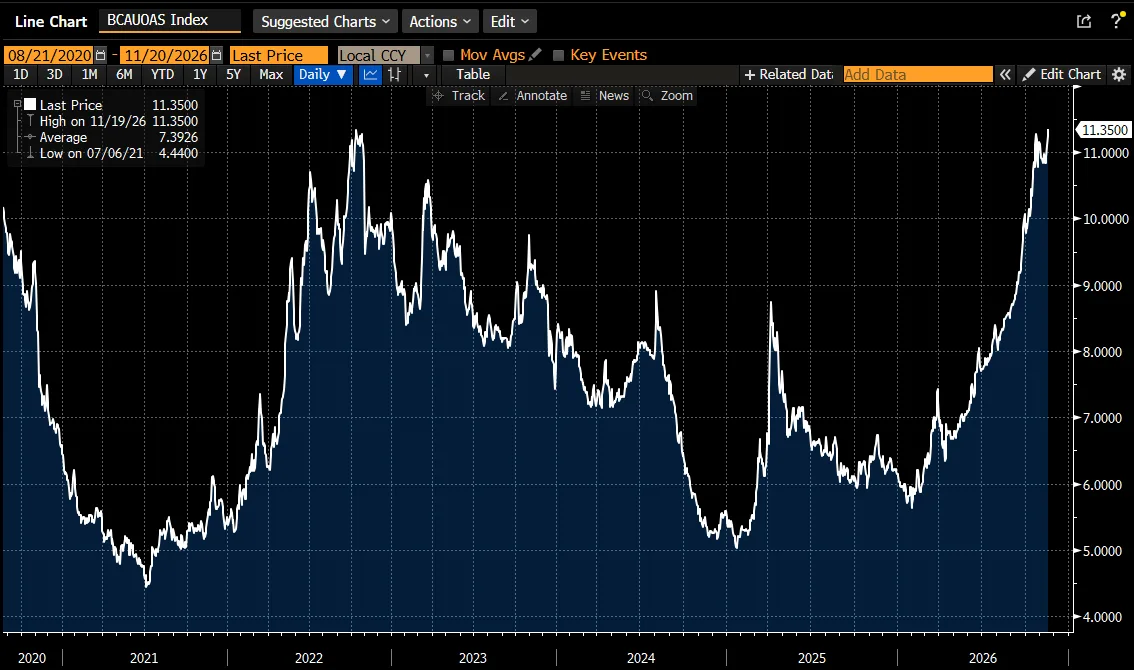 Line Chart BCAUOAS Index Suggested Charts Actions Edit ?
08/21/2020 - 11/20/2026 Last Price Local CCY Mov Avgs Key Events
1D 3D 1M 6M YTD 1Y 5Y Max Daily ▼ Table + Related Data Add Data « Edit Chart
Track Annotate News Zoom
Last Price 11.3500
High on 11/19/26 11.3500
Average 7.3926
Low on 07/06/21 4.4400
11.3500
11.0000
10.0000
9.0000
8.0000
7.0000
6.0000
5.0000
4.0000
2020 2021 2022 2023 2024 2025 2026